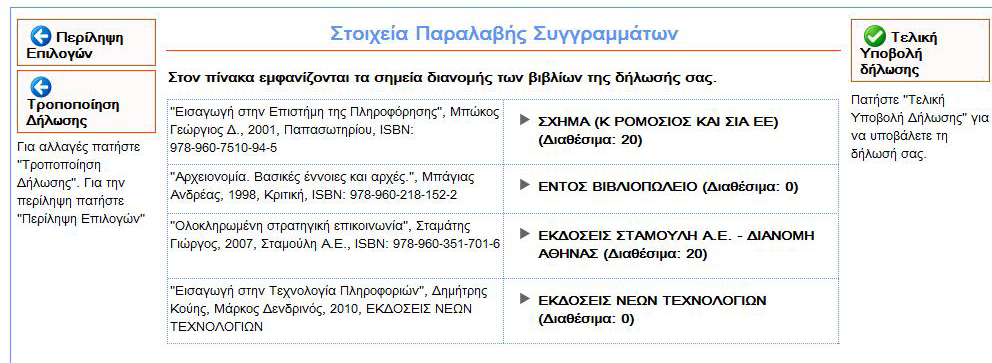 Περίληψη
Επιλογών
Τροποποίηση
Δήλωσης
Για αλλαγές πατήστε
"Τροποποίηση
Δήλωσης". Για την
περίληψη πατήστε
"Περίληψη Επιλογών"
Στοιχεία Παραλαβής Συγγραμμάτων
Στον πίνακα εμφανίζονται τα σημεία διανομής των βιβλίων της δήλωσής σας.
"Εισαγωγή στην Επιστήμη της Πληροφόρησης", Μπώκος
Γεώργιος Δ., 2001, Παπασωτηρίου, ISBN:
978-960-7510-94-5
ΣΧΗΜΑ (Κ ΡΟΜΟΣΙΟΣ ΚΑΙ ΣΙΑ ΕΕ)
(Διαθέσιμα: 20)
"Αρχειονομία. Βασικές έννοιες και αρχές.", Μπάγιας
Ανδρέας, 1998, Κριτική, ISBN: 978-960-218-152-2
ΕΝΤΟΣ ΒΙΒΛΙΟΠΩΛΕΙΟ (Διαθέσιμα: 0)
"Ολοκληρωμένη στρατηγική επικοινωνία", Σταμάτης
Γιώργος, 2007, Σταμούλη Α.Ε., ISBN: 978-960-351-701-6
ΕΚΔΟΣΕΙΣ ΣΤΑΜΟΥΛΗ Α.Ε. - ΔΙΑΝΟΜΗ
ΑΘΗΝΑΣ (Διαθέσιμα: 20)
"Εισαγωγή στην Τεχνολογία Πληροφοριών", Δημήτρης
Κούης, Μάρκος Δενδρινός, 2010, ΕΚΔΟΣΕΙΣ ΝΕΩΝ
ΤΕΧΝΟΛΟΓΙΩΝ
ΕΚΔΟΣΕΙΣ ΝΕΩΝ ΤΕΧΝΟΛΟΓΙΩΝ
(Διαθέσιμα: 0)
Τελική
Υποβολή
δήλωσης
Πατήστε "Τελική
Υποβολή Δήλωσης" για
να υποβάλετε τη
δήλωσή σας.